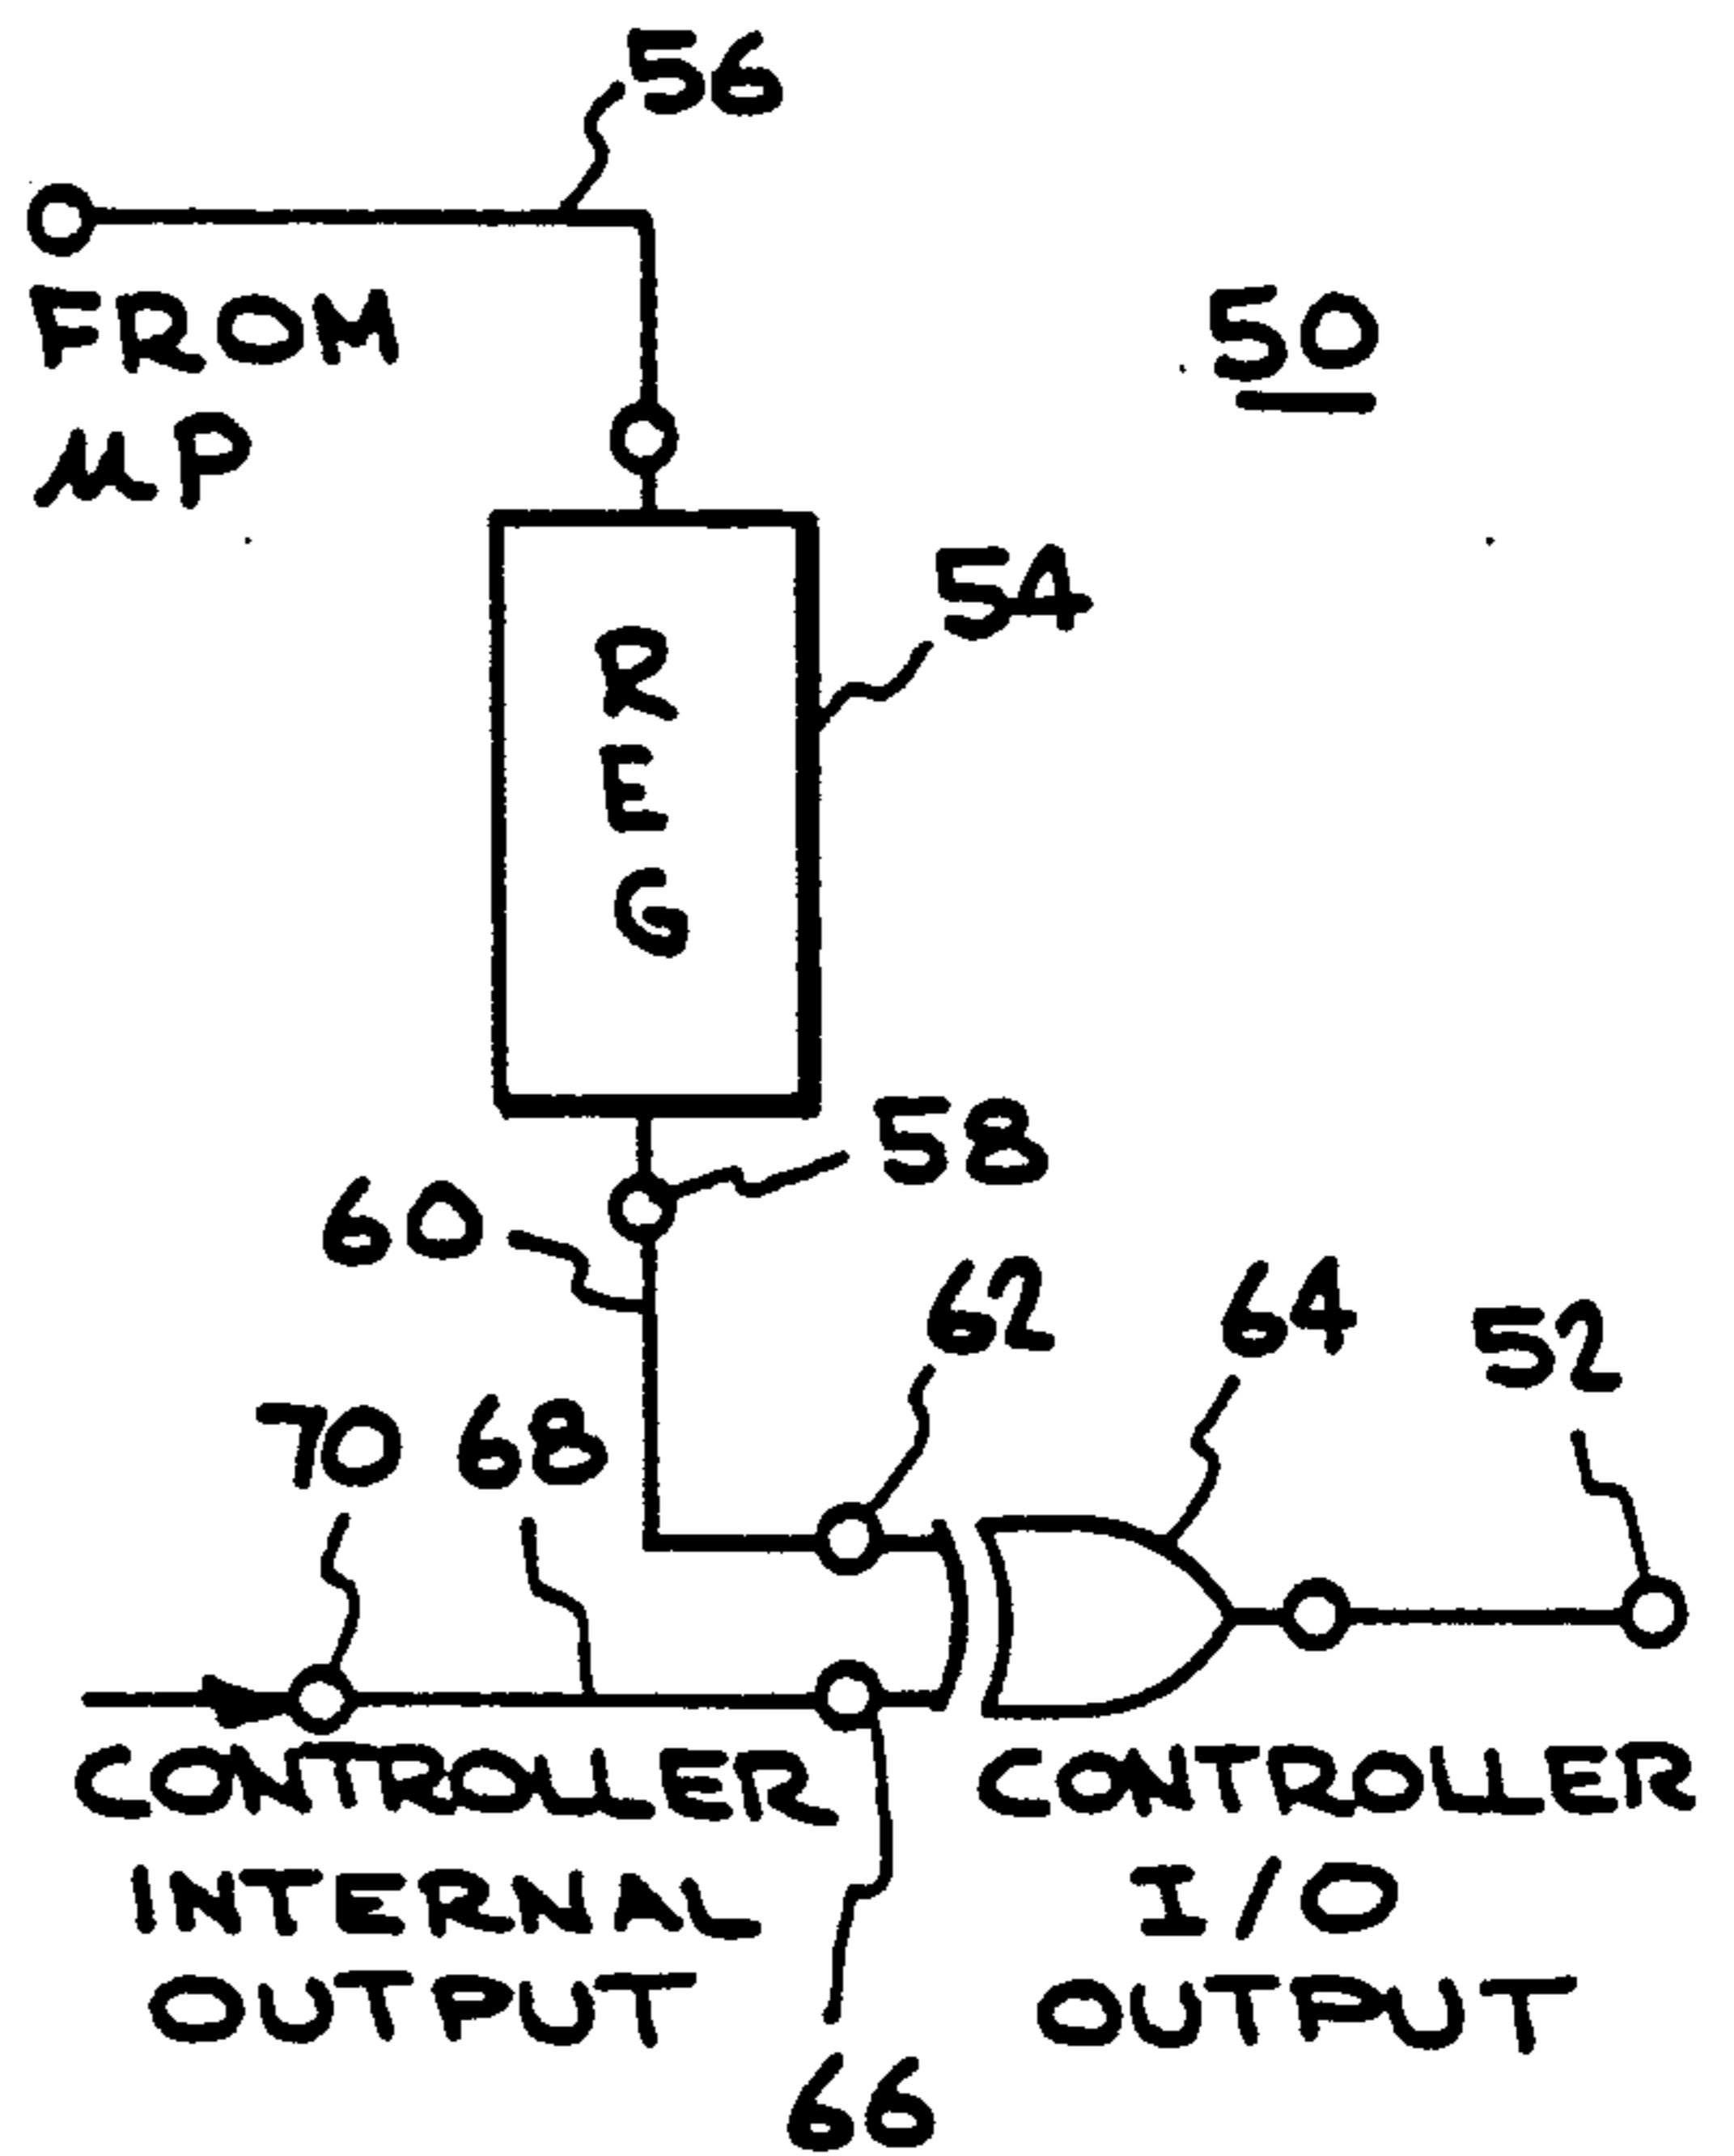 56
FROM
μP
50
54
R
E
G
58
60
62
64
52
70 68
CONTROLLER
INTERNAL
OUTPUT
CONTROLLER
I/O
OUTPUT
66